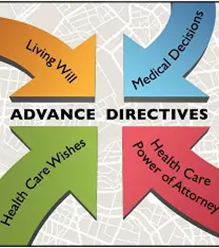 Living Will
Medical Decisions
ADVANCE DIRECTIVES
Health Care Wishes
Health Care
Power of Attorney